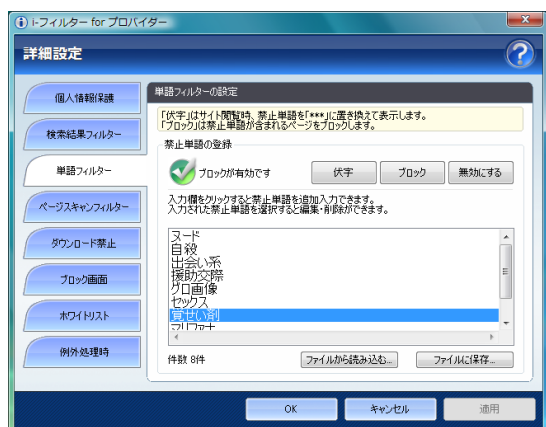 i-フィルター for プロバイダー
詳細設定
個人情報保護
検索結果フィルター
単語フィルター
ページスキャンフィルター
ダウンロード禁止
ブロック画面
ホワイトリスト
例外処理時
単語フィルターの設定
「伏字」はサイト閲覧時、禁止単語を「***」に置き換えて表示します。
「ブロック」は禁止単語が含まれるページをブロックします。
禁止単語の登録
ブロックが有効です
伏字
ブロック
無効にする
入力欄をクリックすると禁止単語を追加入力できます。
入力された禁止単語を選択すると編集・削除ができます。
ヌード
自殺
出会い系
援助交際
グロ画像
セックス
覚せい剤
マリファナ
件数 8件
ファイルから読み込む...
ファイルに保存...
OK
キャンセル
適用